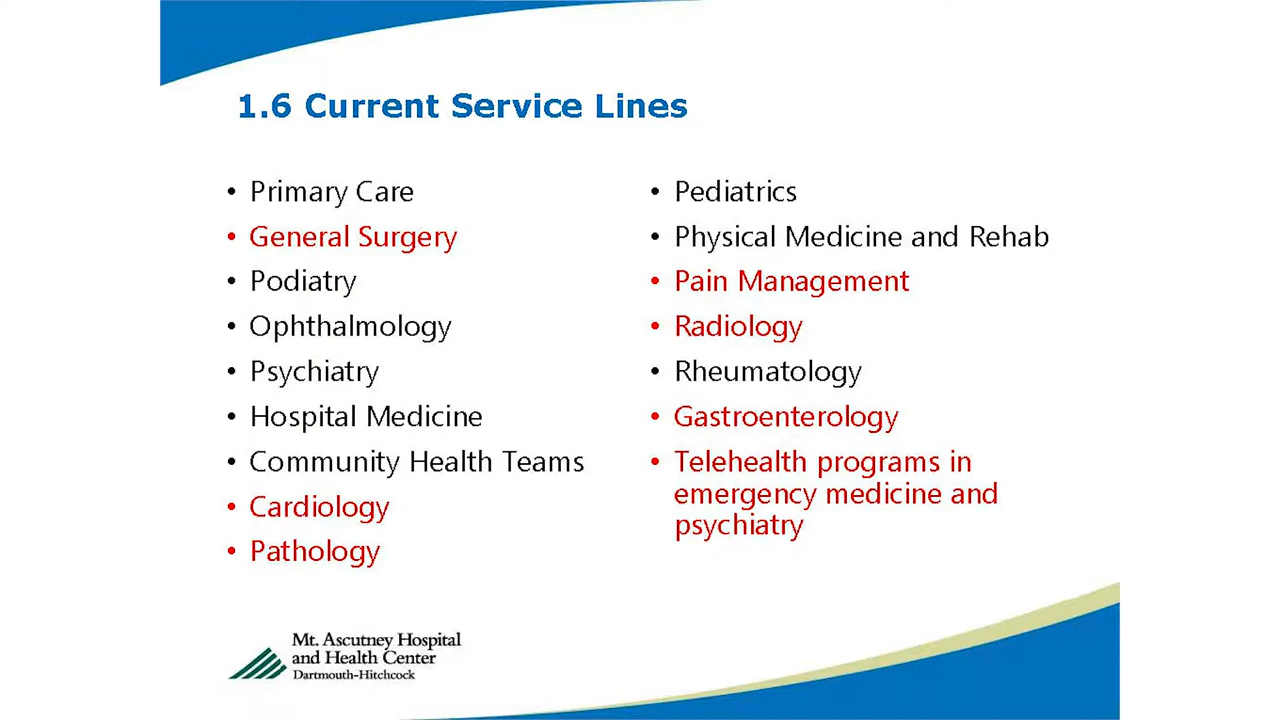 1.6 Current Service Lines
• Primary Care
• General Surgery
• Podiatry
• Ophthalmology
• Psychiatry
• Hospital Medicine
• Community Health Teams
• Cardiology
• Pathology
• Pediatrics
• Physical Medicine and Rehab
• Pain Management
• Radiology
• Rheumatology
• Gastroenterology
• Telehealth programs in
emergency medicine and
psychiatry
Mt. Ascutney Hospital
and Health Center
Dartmouth-Hitchcock